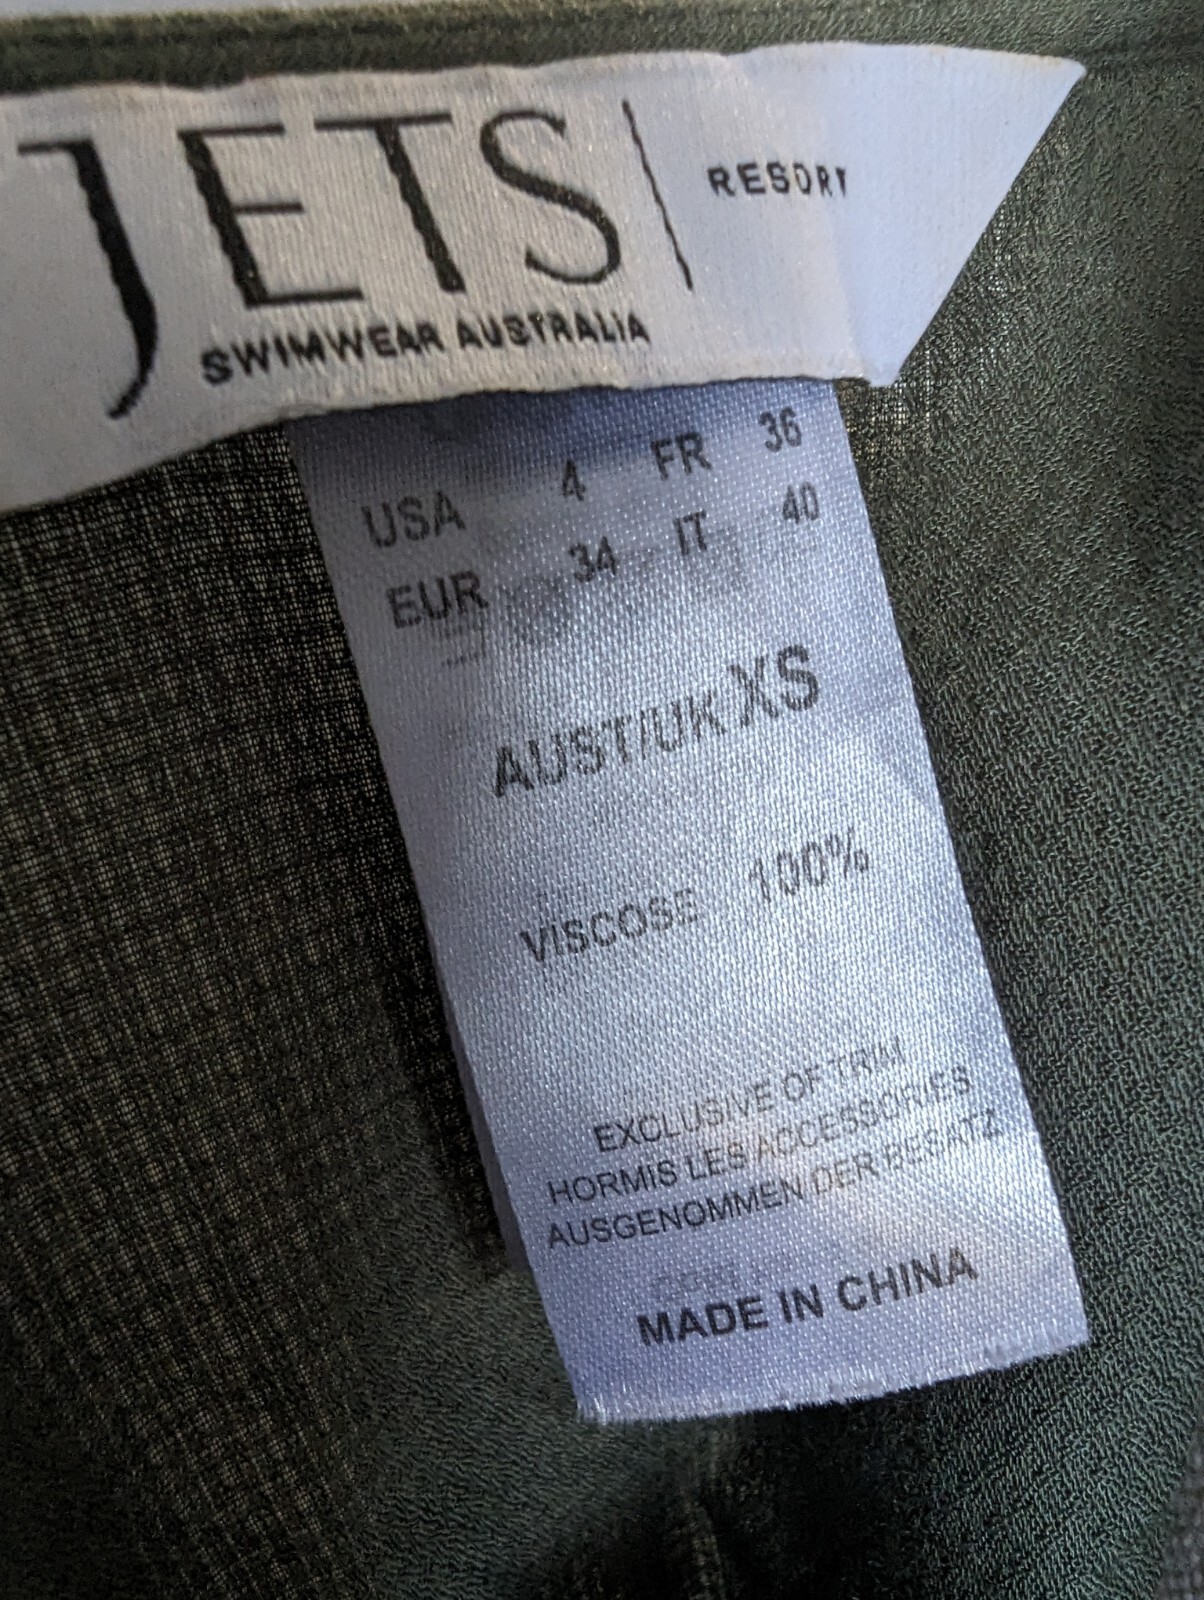 JETS
RESORT
SWIMWEAR AUSTRALIA
USA 4 FR 36
EUR 34 IT 40
AUST/UK XS
VISCOSE 100%
EXCLUSIVE OF TRIM
HORMIS LES ACCESSORIES
AUSGENOMMEN DER BESATZ
MADE IN CHINA